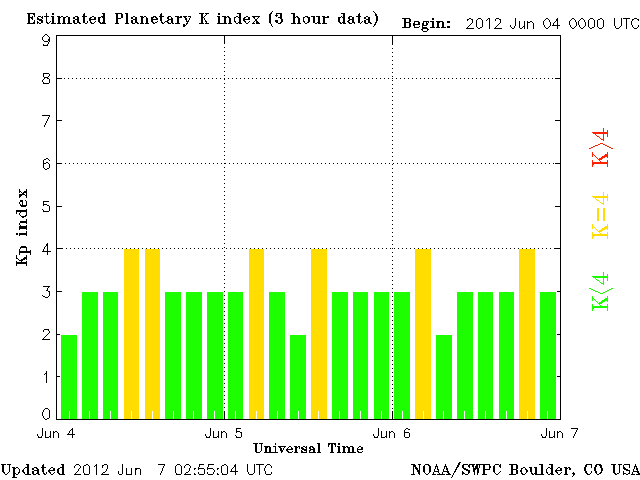 Estimated Planetary K index (3 hour data) Begin: 2012 Jun 04 0000 UTC
9
8
7
6
5
4
3
2
1
0
Kp index
K>4
K=4
K<4
Jun 4 Jun 5 Jun 6 Jun 7
Universal Time
Updated 2012 Jun 7 02:55:04 UTC NOAA/SWPC Boulder, CO USA